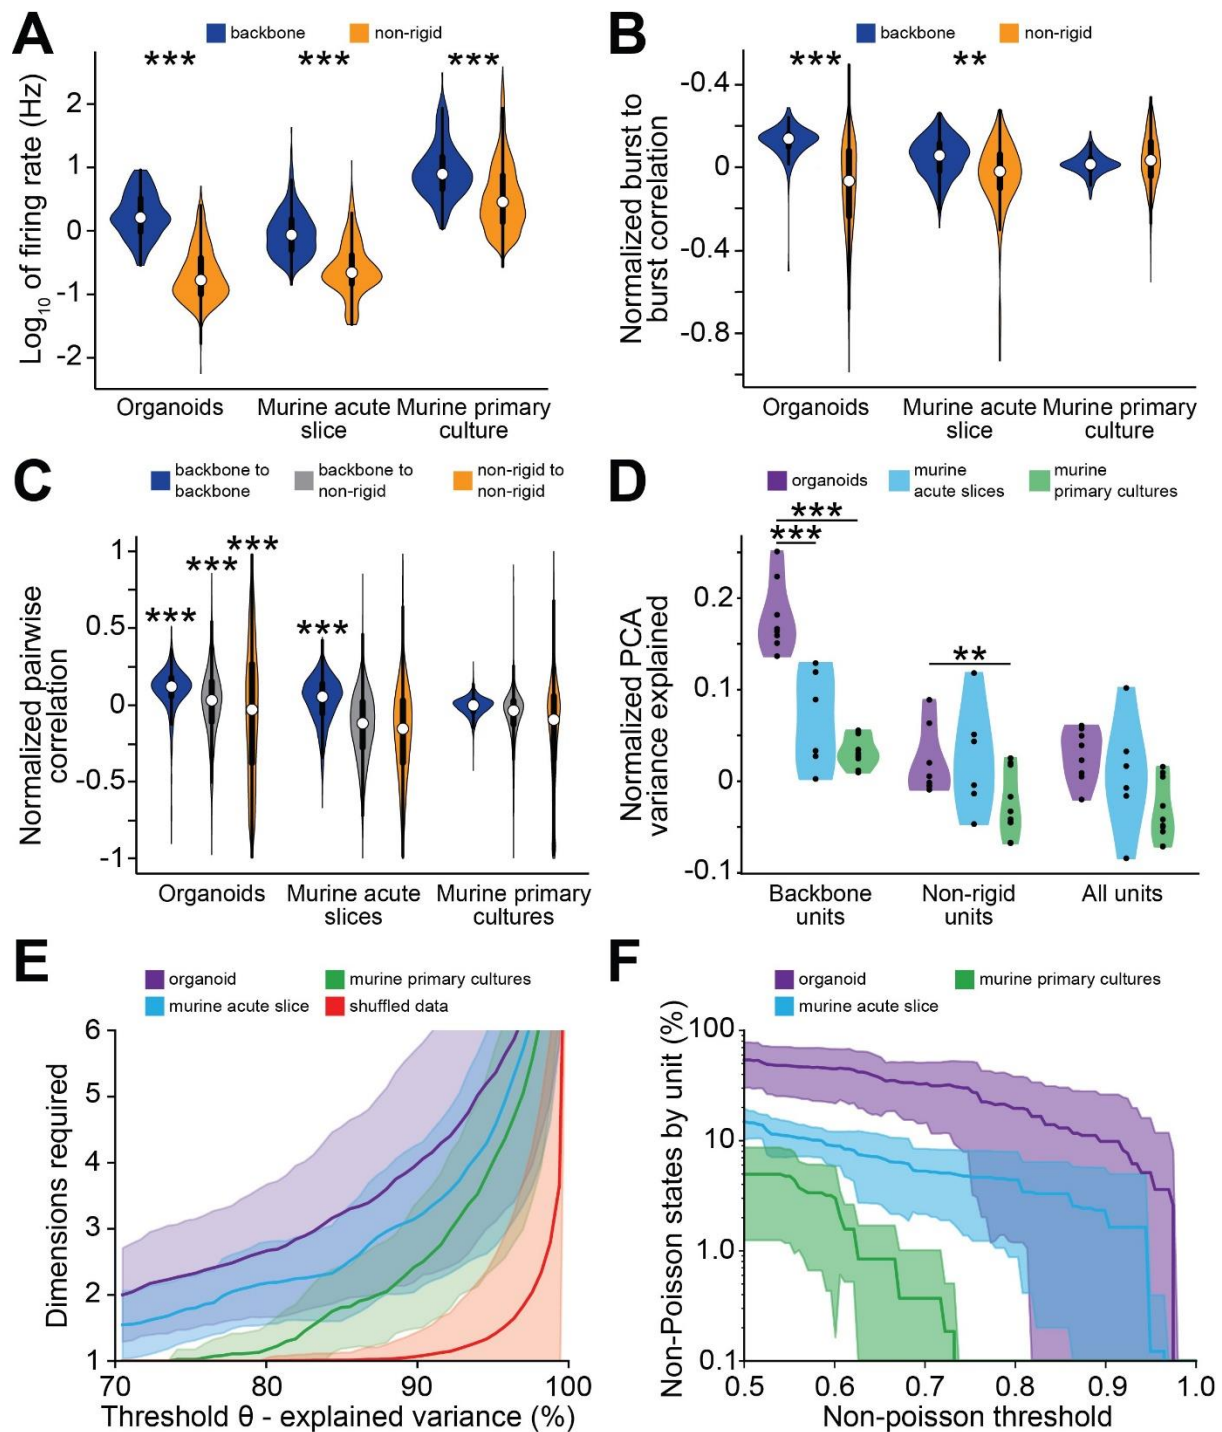 A
backbone
non-rigid
***
***
***
Log10 of firing rate (Hz)
2
1
0
-1
-2
Organoids
Murine acute
slice
Murine primary
culture
B
backbone
non-rigid
***
**
Normalized burst to
burst correlation
-0.4
0
-0.4
-0.8
Organoids
Murine acute
slice
Murine primary
culture
C
backbone to
backbone
backbone to
non-rigid
non-rigid to
non-rigid
***
***
***
***
Normalized pairwise
correlation
1
0.5
0
-0.5
-1
Organoids
Murine acute
slices
Murine primary
cultures
D
organoids
murine
acute slices
murine
primary cultures
***
***
**
Normalized PCA
variance explained
0.2
0.1
0
-0.1
Backbone
units
Non-rigid
units
All units
E
organoid
murine primary cultures
murine acute slice
shuffled data
Dimensions required
6
5
4
3
2
1
70
80
90
100
Threshold θ - explained variance (%)
F
organoid
murine primary cultures
murine acute slice
Non-Poisson states by unit (%)
100
10
1.0
0.1
0.5
0.6
0.7
0.8
0.9
1.0
Non-poisson threshold